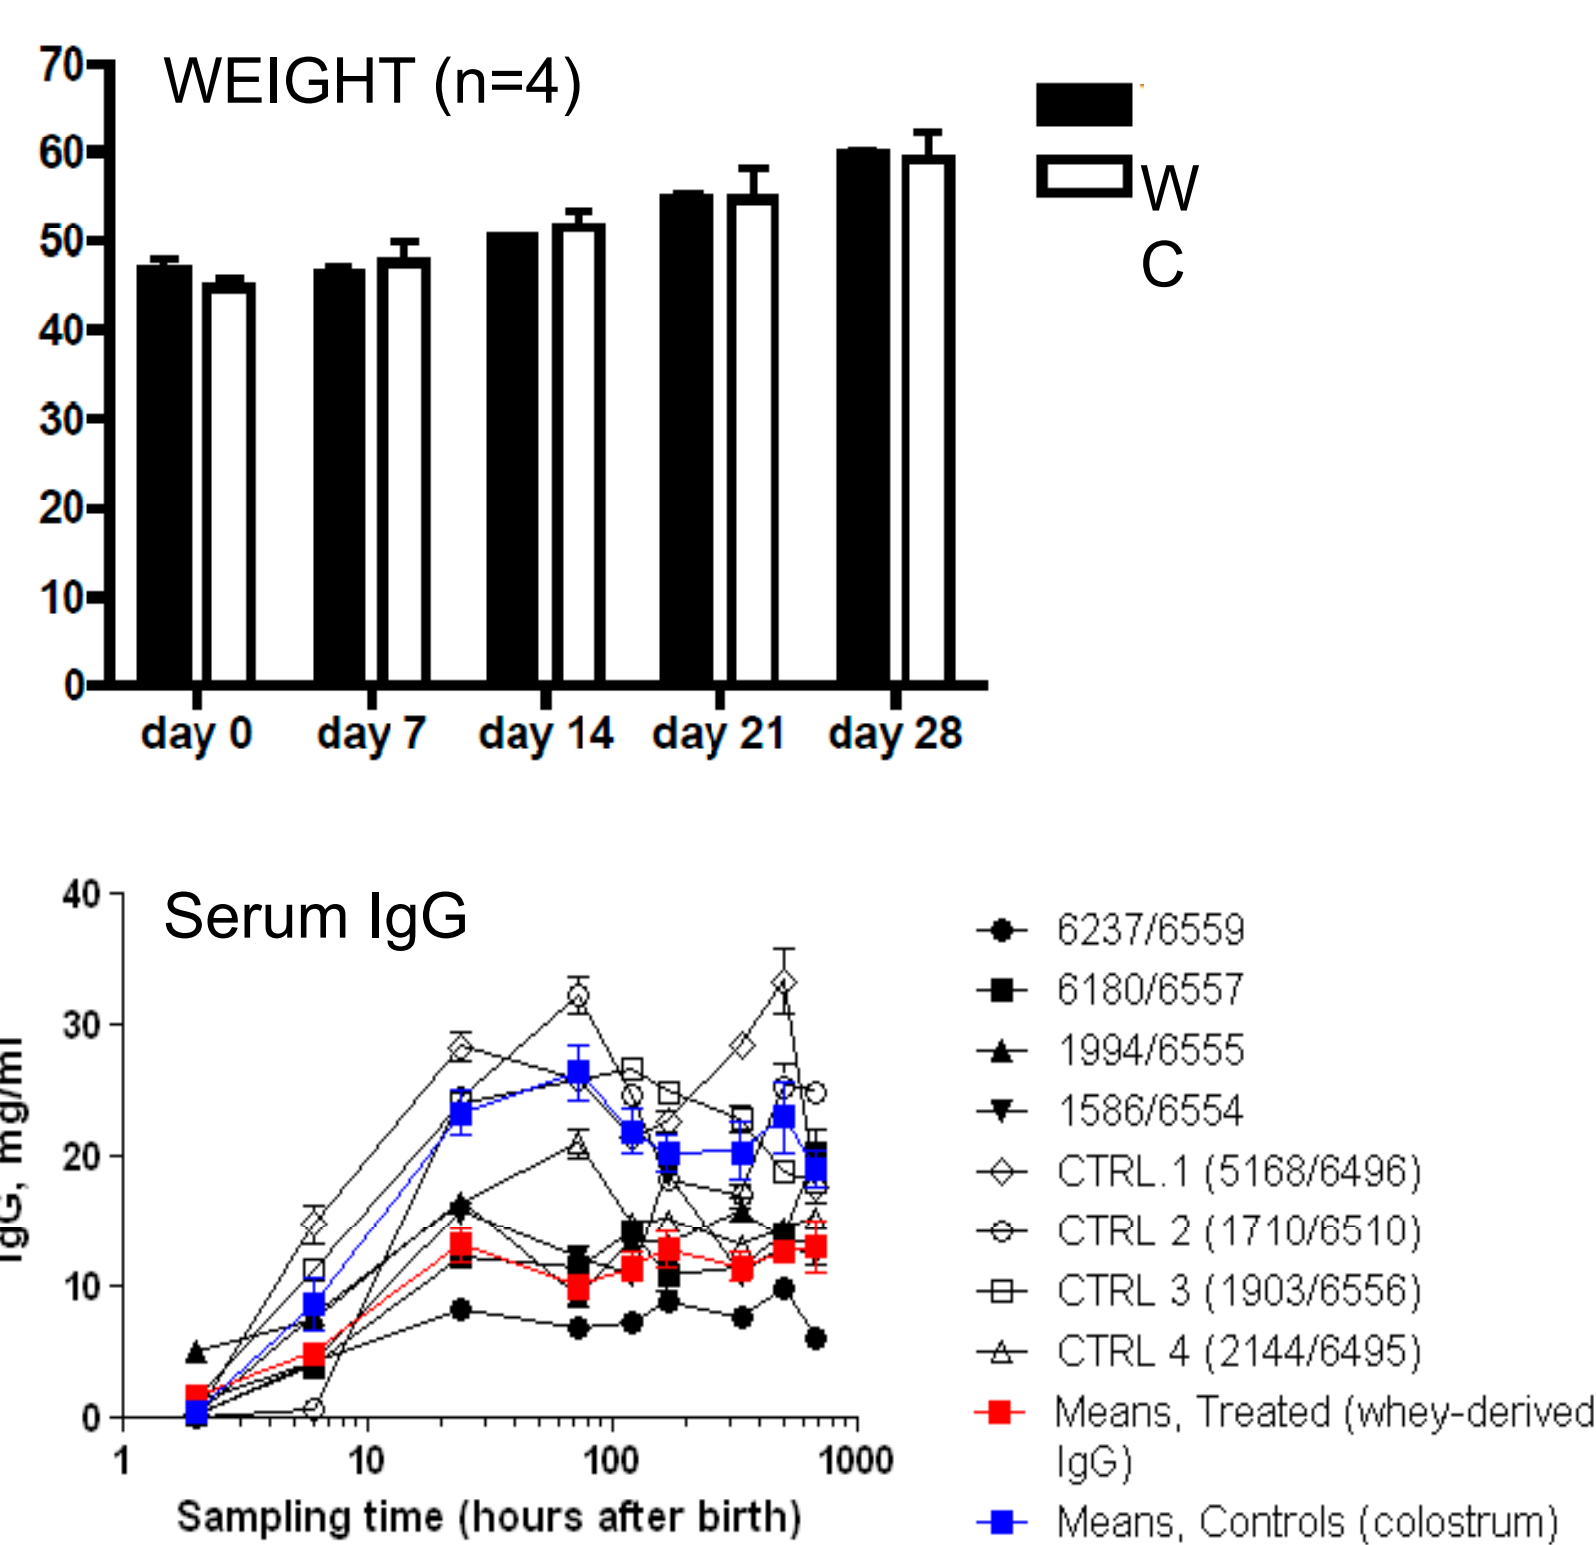 70
WEIGHT (n=4)
60
50
40
30
20
10
0
W
C
day 0 day 7 day 14 day 21 day 28
40
Serum IgG
30
20
10
0
IgG, mg/ml
1 10 100 1000
Sampling time (hours after birth)
6237/6559
6180/6557
1994/6555
1586/6554
CTRL.1 (5168/6496)
CTRL 2 (1710/6510)
CTRL 3 (1903/6556)
CTRL 4 (2144/6495)
Means, Treated (whey-derived
IgG)
Means, Controls (colostrum)